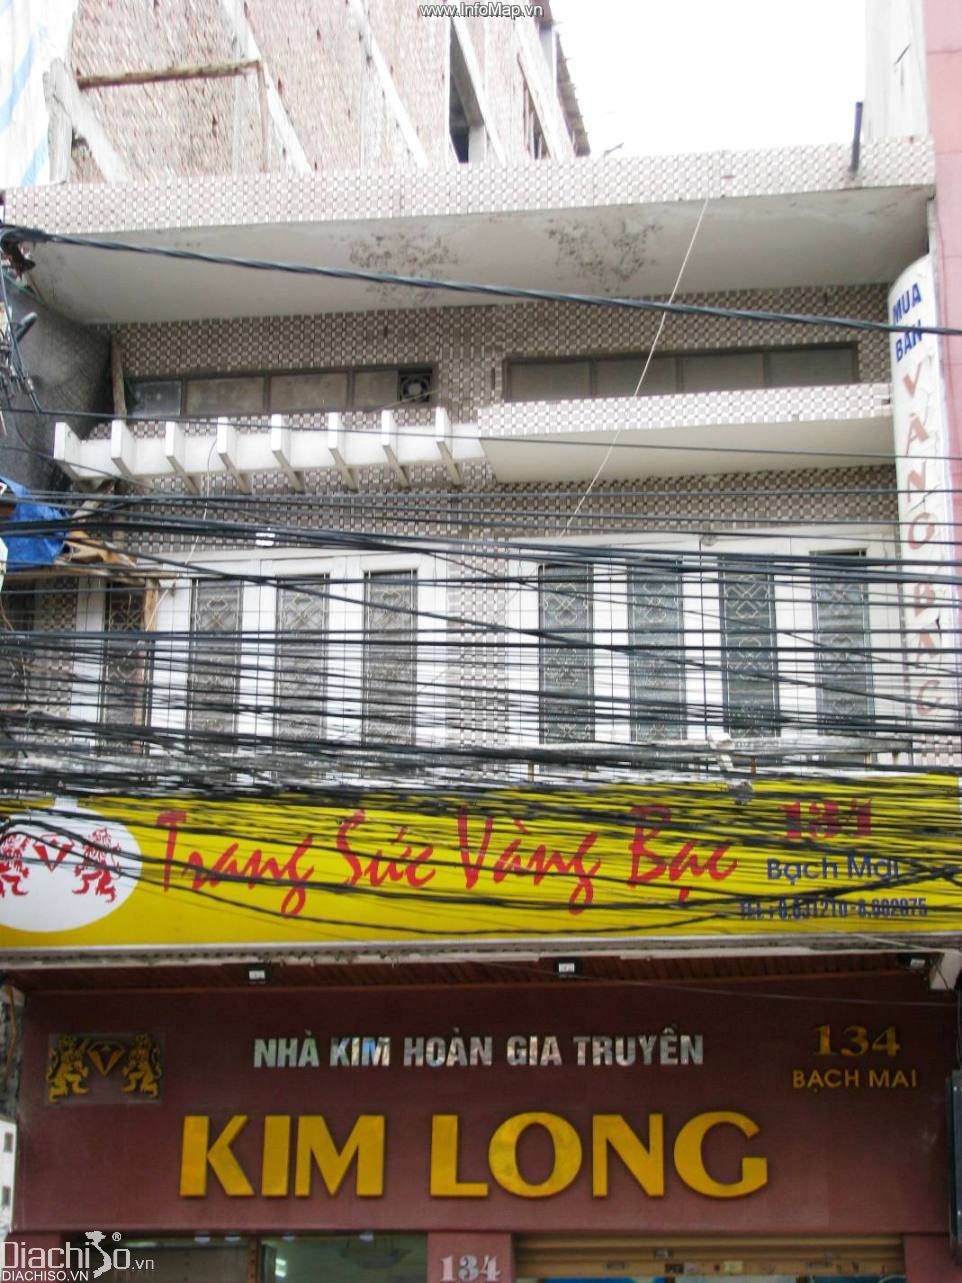 www.InfoMap.vn
MUA
BÁN
VÀNG BẠC
Trang Sức Vàng Bạc
134
Bạch Mai
NHÀ KIM HOÀN GIA TRUYỀN
134
BẠCH MAI
KIM LONG
134
DiachiSo.vn
DIACHISO.VN